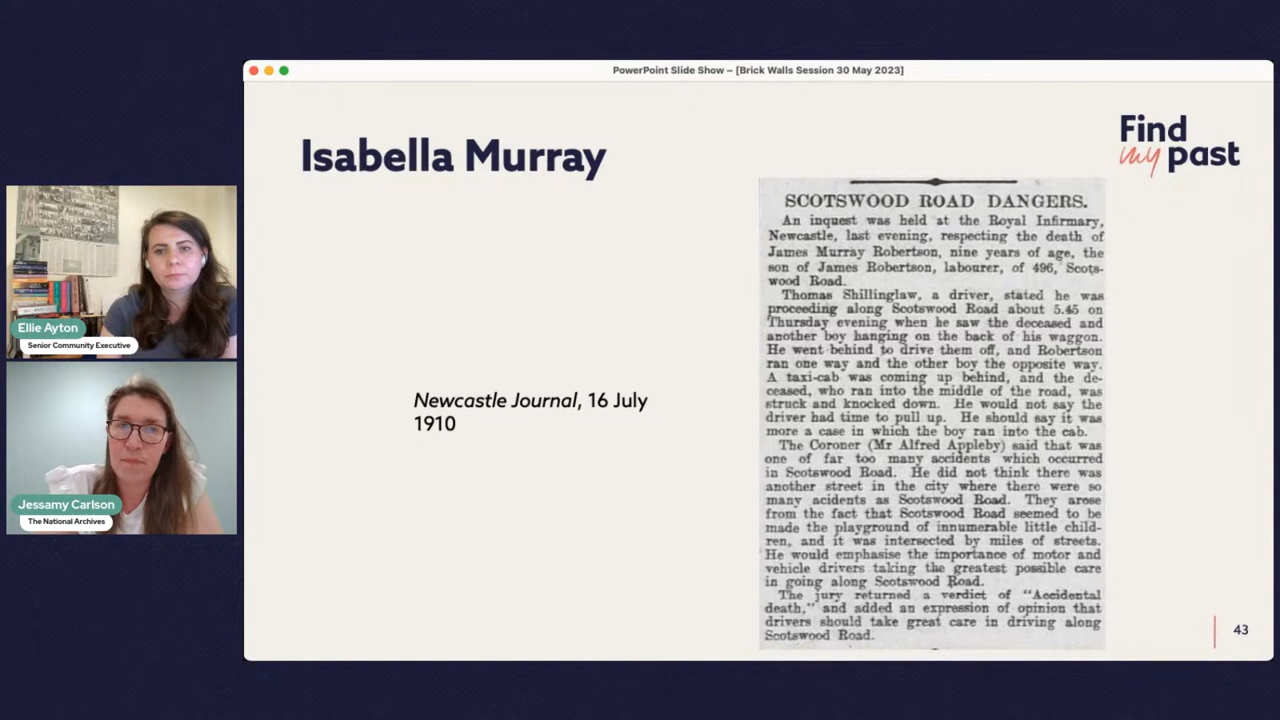 PowerPoint Slide Show – [Brick Walls Session 30 May 2023]
Isabella Murray
Find
my past
Ellie Ayton
Senior Community Executive
Jessamy Carlson
The National Archives
Newcastle Journal, 16 July
1910
SCOTSWOOD ROAD DANGERS.
An inquest was held at the Royal Infirmary,
Newcastle, last evening, respecting the death of
James Murray Robertson, nine years of age, the
son of James Robertson, labourer, of 496, Scots-
wood Road.
Thomas Shillinglaw, a driver, stated he was
proceeding along Scotswood Road about 5.45 on
Thursday evening when he saw the deceased and
another boy hanging on the back of his waggon.
He went behind to drive them off, and Robertson
ran one way and the other boy the opposite way.
A taxi-cab was coming up behind, and the de-
ceased, who ran into the middle of the road, was
struck and knocked down. He would not say the
driver had time to pull up. He should say it was
more a case in which the boy ran into the cab.
The Coroner (Mr Alfred Appleby) said that was
one of far too many accidents which occurred
in Scotswood Road. He did not think there was
another street in the city where there were so
many acidents as Scotswood Road. They arose
from the fact that Scotswood Road seemed to be
made the playground of innumerable little child-
ren, and it was intersected by miles of streets.
He would emphasise the importance of motor and
vehicle drivers taking the greatest possible care
in going along Scotswood Road.
The jury returned a verdict of "Accidental
death," and added an expression of opinion that
drivers should take great care in driving along
Scotswood Road.
43